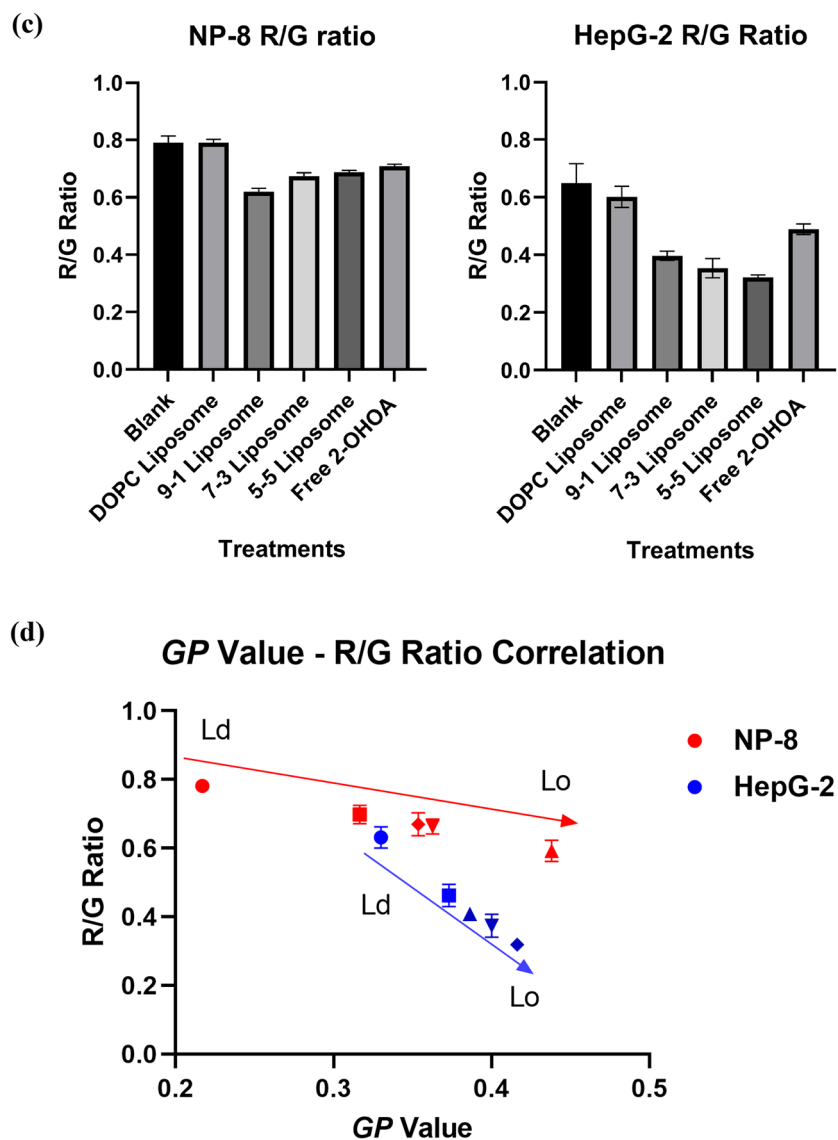 (c)
NP-8 R/G ratio
R/G Ratio
1.0
0.8
0.6
0.4
0.2
0.0
Blank
DOPC Liposome
9-1 Liposome
7-3 Liposome
5-5 Liposome
Free 2-OHOA
Treatments
HepG-2 R/G Ratio
R/G Ratio
1.0
0.8
0.6
0.4
0.2
0.0
Blank
DOPC Liposome
9-1 Liposome
7-3 Liposome
5-5 Liposome
Free 2-OHOA
Treatments
(d)
GP Value - R/G Ratio Correlation
R/G Ratio
1.0
0.8
0.6
0.4
0.2
0.0
Ld
Lo
Ld
Lo
NP-8
HepG-2
0.2 0.3 0.4 0.5
GP Value